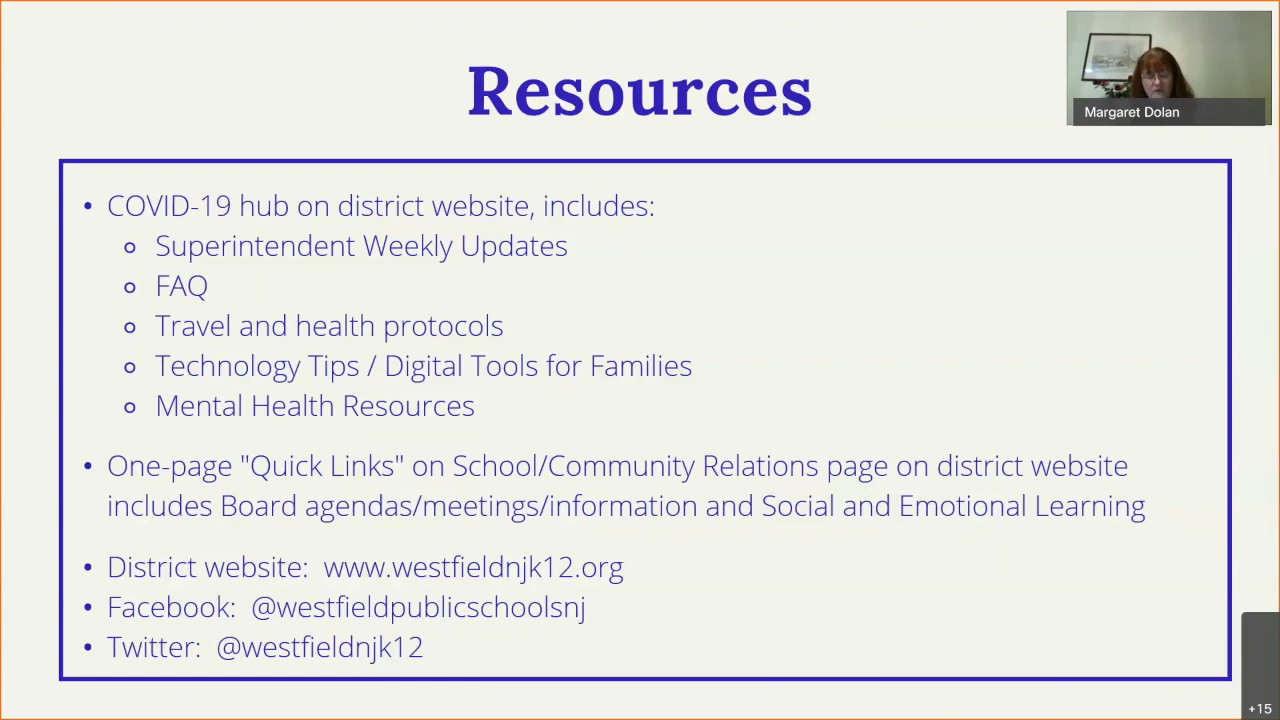 Resources
Margaret Dolan
• COVID-19 hub on district website, includes:
Superintendent Weekly Updates
FAQ
Travel and health protocols
Technology Tips / Digital Tools for Families
Mental Health Resources
• One-page "Quick Links" on School/Community Relations page on district website
includes Board agendas/meetings/information and Social and Emotional Learning
• District website:  www.westfieldnjk12.org
• Facebook:  @westfieldpublicschoolsnj
• Twitter:  @westfieldnjk12
+15